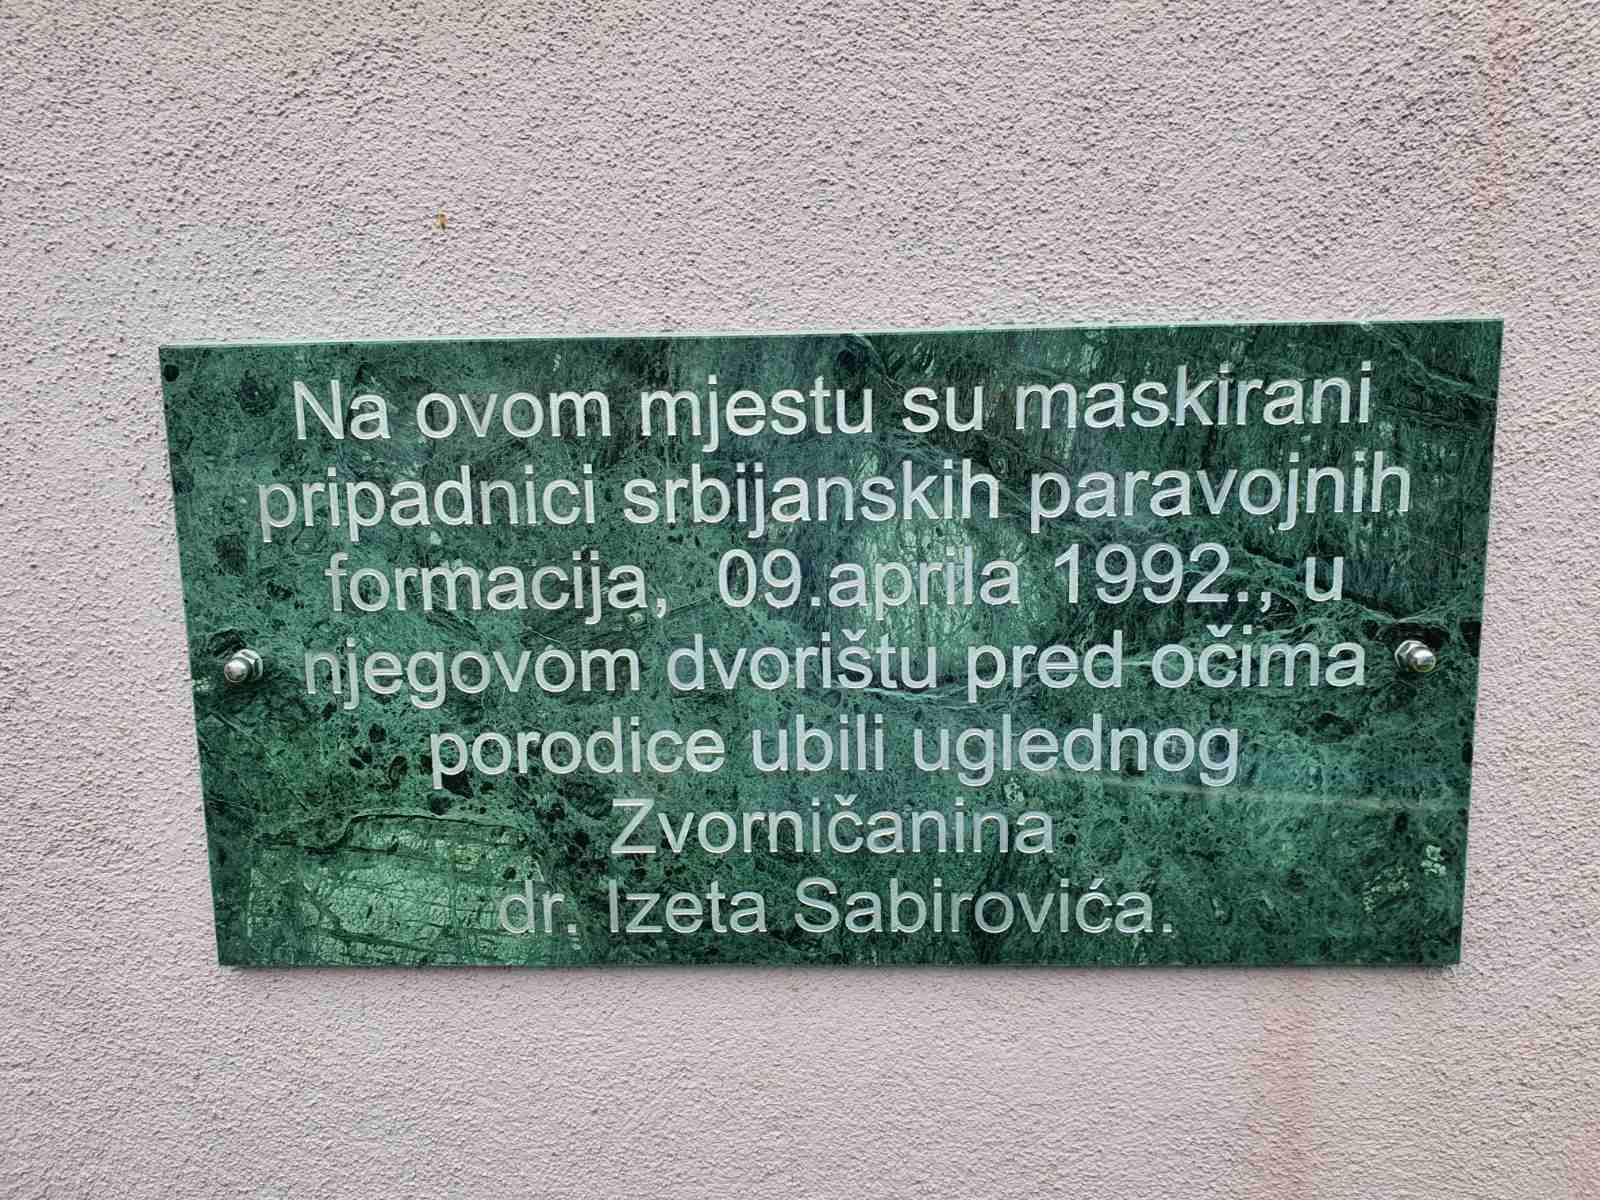 Na ovom mjestu su maskirani
pripadnici srbijanskih paravojnih
formacija, 09.aprila 1992., u
njegovom dvorištu pred očima
porodice ubili uglednog
Zvorničanina
dr. Izeta Sabirovića.